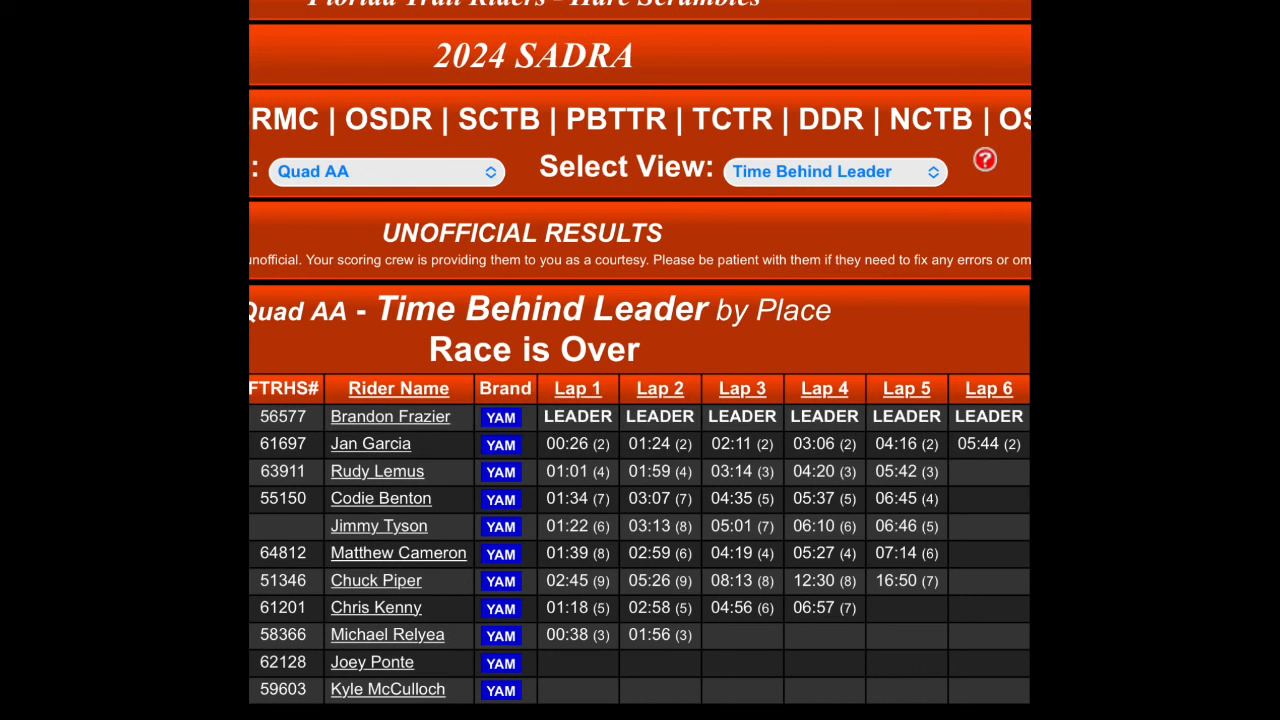 Florida Trail Riders - Hare Scrambles
2024 SADRA
RMC | OSDR | SCTB | PBTTR | TCTR | DDR | NCTB | OS
: Quad AA Select View: Time Behind Leader ?
UNOFFICIAL RESULTS
unofficial. Your scoring crew is providing them to you as a courtesy. Please be patient with them if they need to fix any errors or om
Quad AA - Time Behind Leader by Place
Race is Over
FTRHS# Rider Name Brand Lap 1 Lap 2 Lap 3 Lap 4 Lap 5 Lap 6
56577 Brandon Frazier YAM LEADER LEADER LEADER LEADER LEADER LEADER
61697 Jan Garcia YAM 00:26 (2) 01:24 (2) 02:11 (2) 03:06 (2) 04:16 (2) 05:44 (2)
63911 Rudy Lemus YAM 01:01 (4) 01:59 (4) 03:14 (3) 04:20 (3) 05:42 (3)
55150 Codie Benton YAM 01:34 (7) 03:07 (7) 04:35 (5) 05:37 (5) 06:45 (4)
Jimmy Tyson YAM 01:22 (6) 03:13 (8) 05:01 (7) 06:10 (6) 06:46 (5)
64812 Matthew Cameron YAM 01:39 (8) 02:59 (6) 04:19 (4) 05:27 (4) 07:14 (6)
51346 Chuck Piper YAM 02:45 (9) 05:26 (9) 08:13 (8) 12:30 (8) 16:50 (7)
61201 Chris Kenny YAM 01:18 (5) 02:58 (5) 04:56 (6) 06:57 (7)
58366 Michael Relyea YAM 00:38 (3) 01:56 (3)
62128 Joey Ponte YAM
59603 Kyle McCulloch YAM